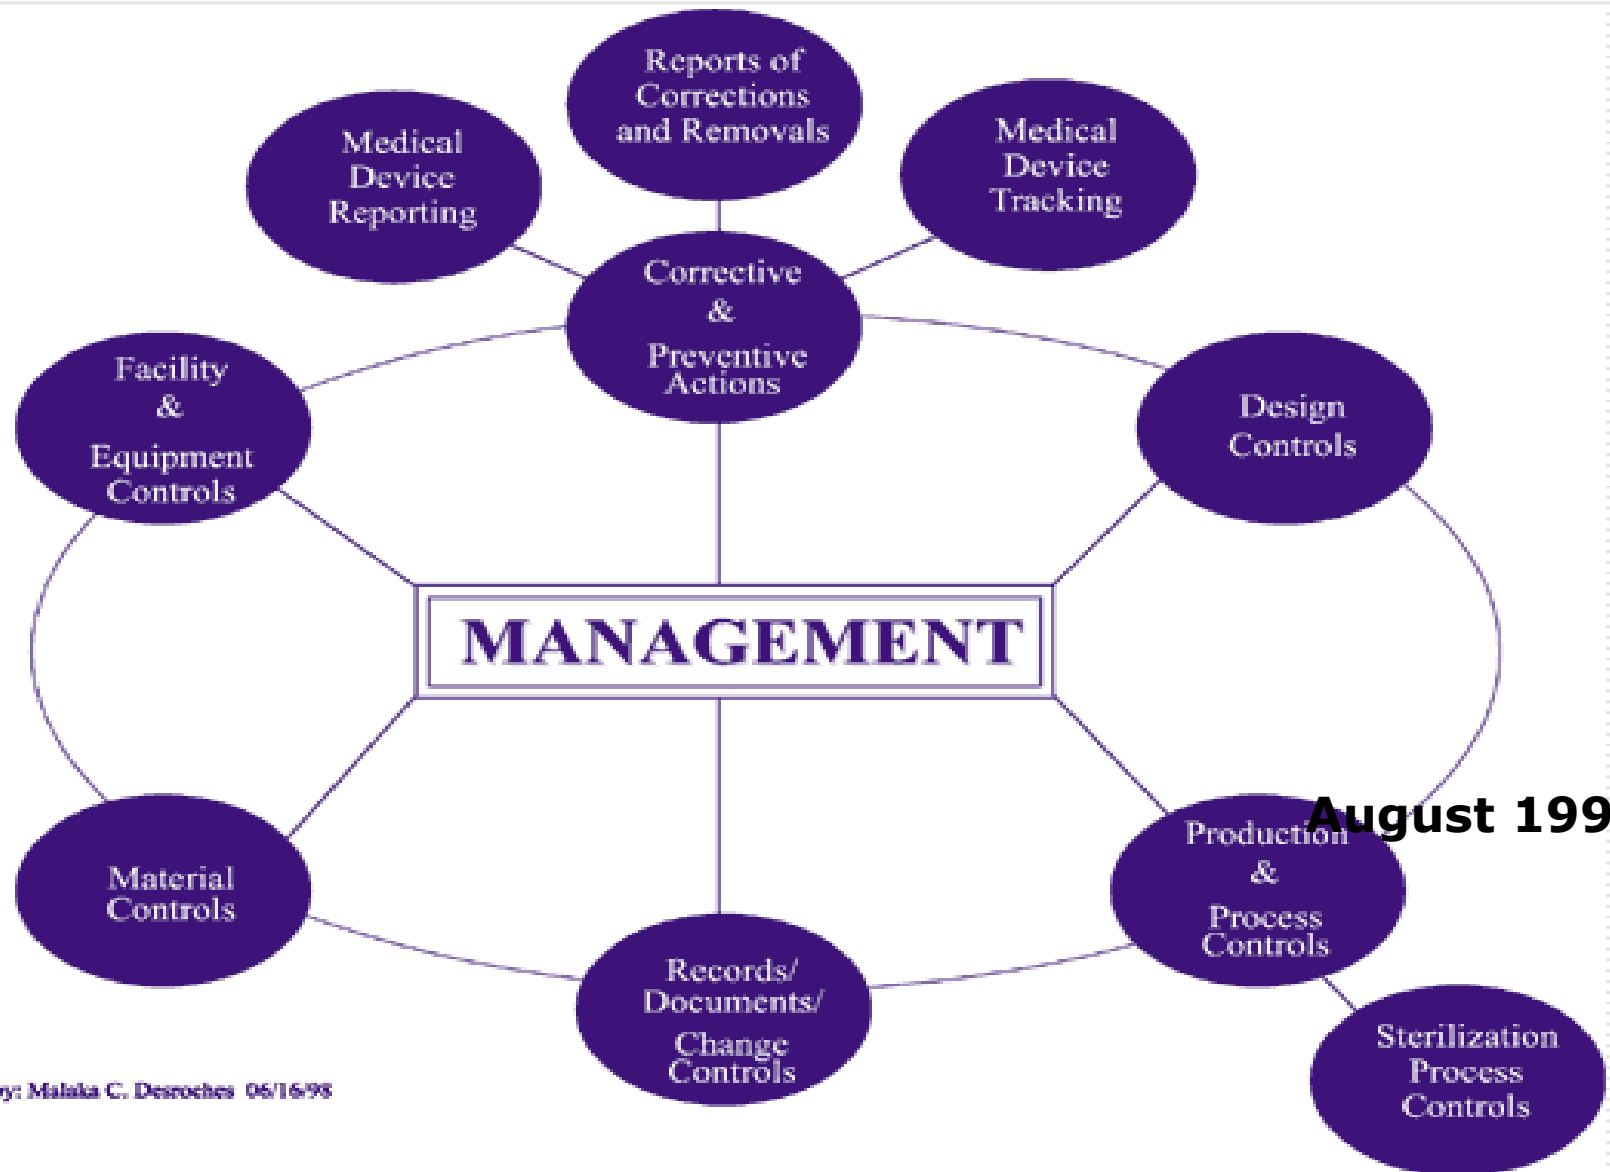 Reports of
Corrections
and Removals
Medical
Device
Reporting
Medical
Device
Tracking
Corrective
&
Preventive
Actions
Facility
&
Equipment
Controls
Design
Controls
MANAGEMENT
August 199
Production
&
Process
Controls
Material
Controls
Records/
Documents/
Change
Controls
Sterilization
Process
Controls
by: Malaka C. Desroches 06/16/98